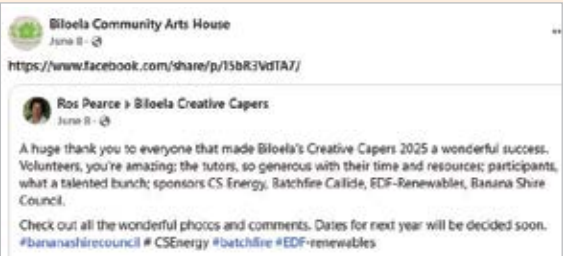 Biloela Community Arts House
June 8 ·
https://www.facebook.com/share/p/15bR3VdTA7/
Ros Pearce ▸ Biloela Creative Capers
June 8 ·
A huge thank you to everyone that made Biloela's Creative Capers 2025 a wonderful success.
Volunteers, you're amazing; the tutors, so generous with their time and resources; participants,
what a talented bunch; sponsors CS Energy, Batchfire Callide, EDF-Renewables, Banana Shire
Council.
Check out all the wonderful photos and comments. Dates for next year will be decided soon.
#bananashirecouncil # CSEnergy #batchfire #EDF-renewables